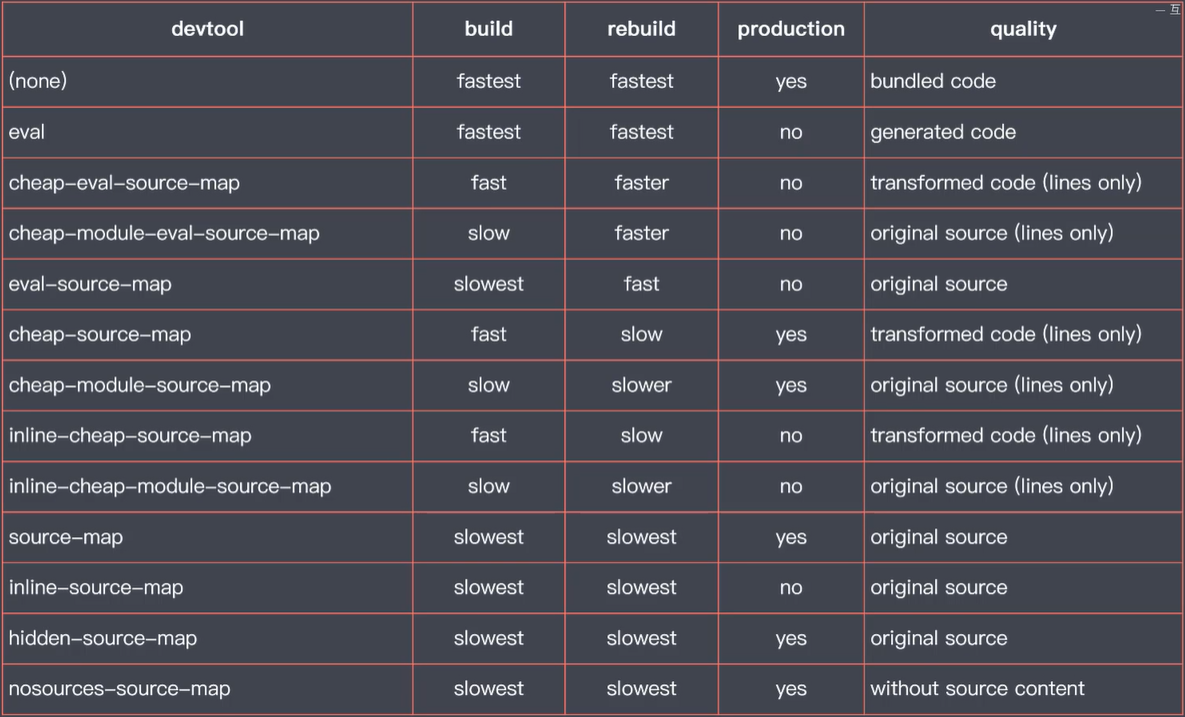 一 互
devtool build rebuild production quality
(none) fastest fastest yes bundled code
eval fastest fastest no generated code
cheap-eval-source-map fast faster no transformed code (lines only)
cheap-module-eval-source-map slow faster no original source (lines only)
eval-source-map slowest fast no original source
cheap-source-map fast slow yes transformed code (lines only)
cheap-module-source-map slow slower yes original source (lines only)
inline-cheap-source-map fast slow no transformed code (lines only)
inline-cheap-module-source-map slow slower no original source (lines only)
source-map slowest slowest yes original source
inline-source-map slowest slowest no original source
hidden-source-map slowest slowest yes original source
nosources-source-map slowest slowest yes without source content